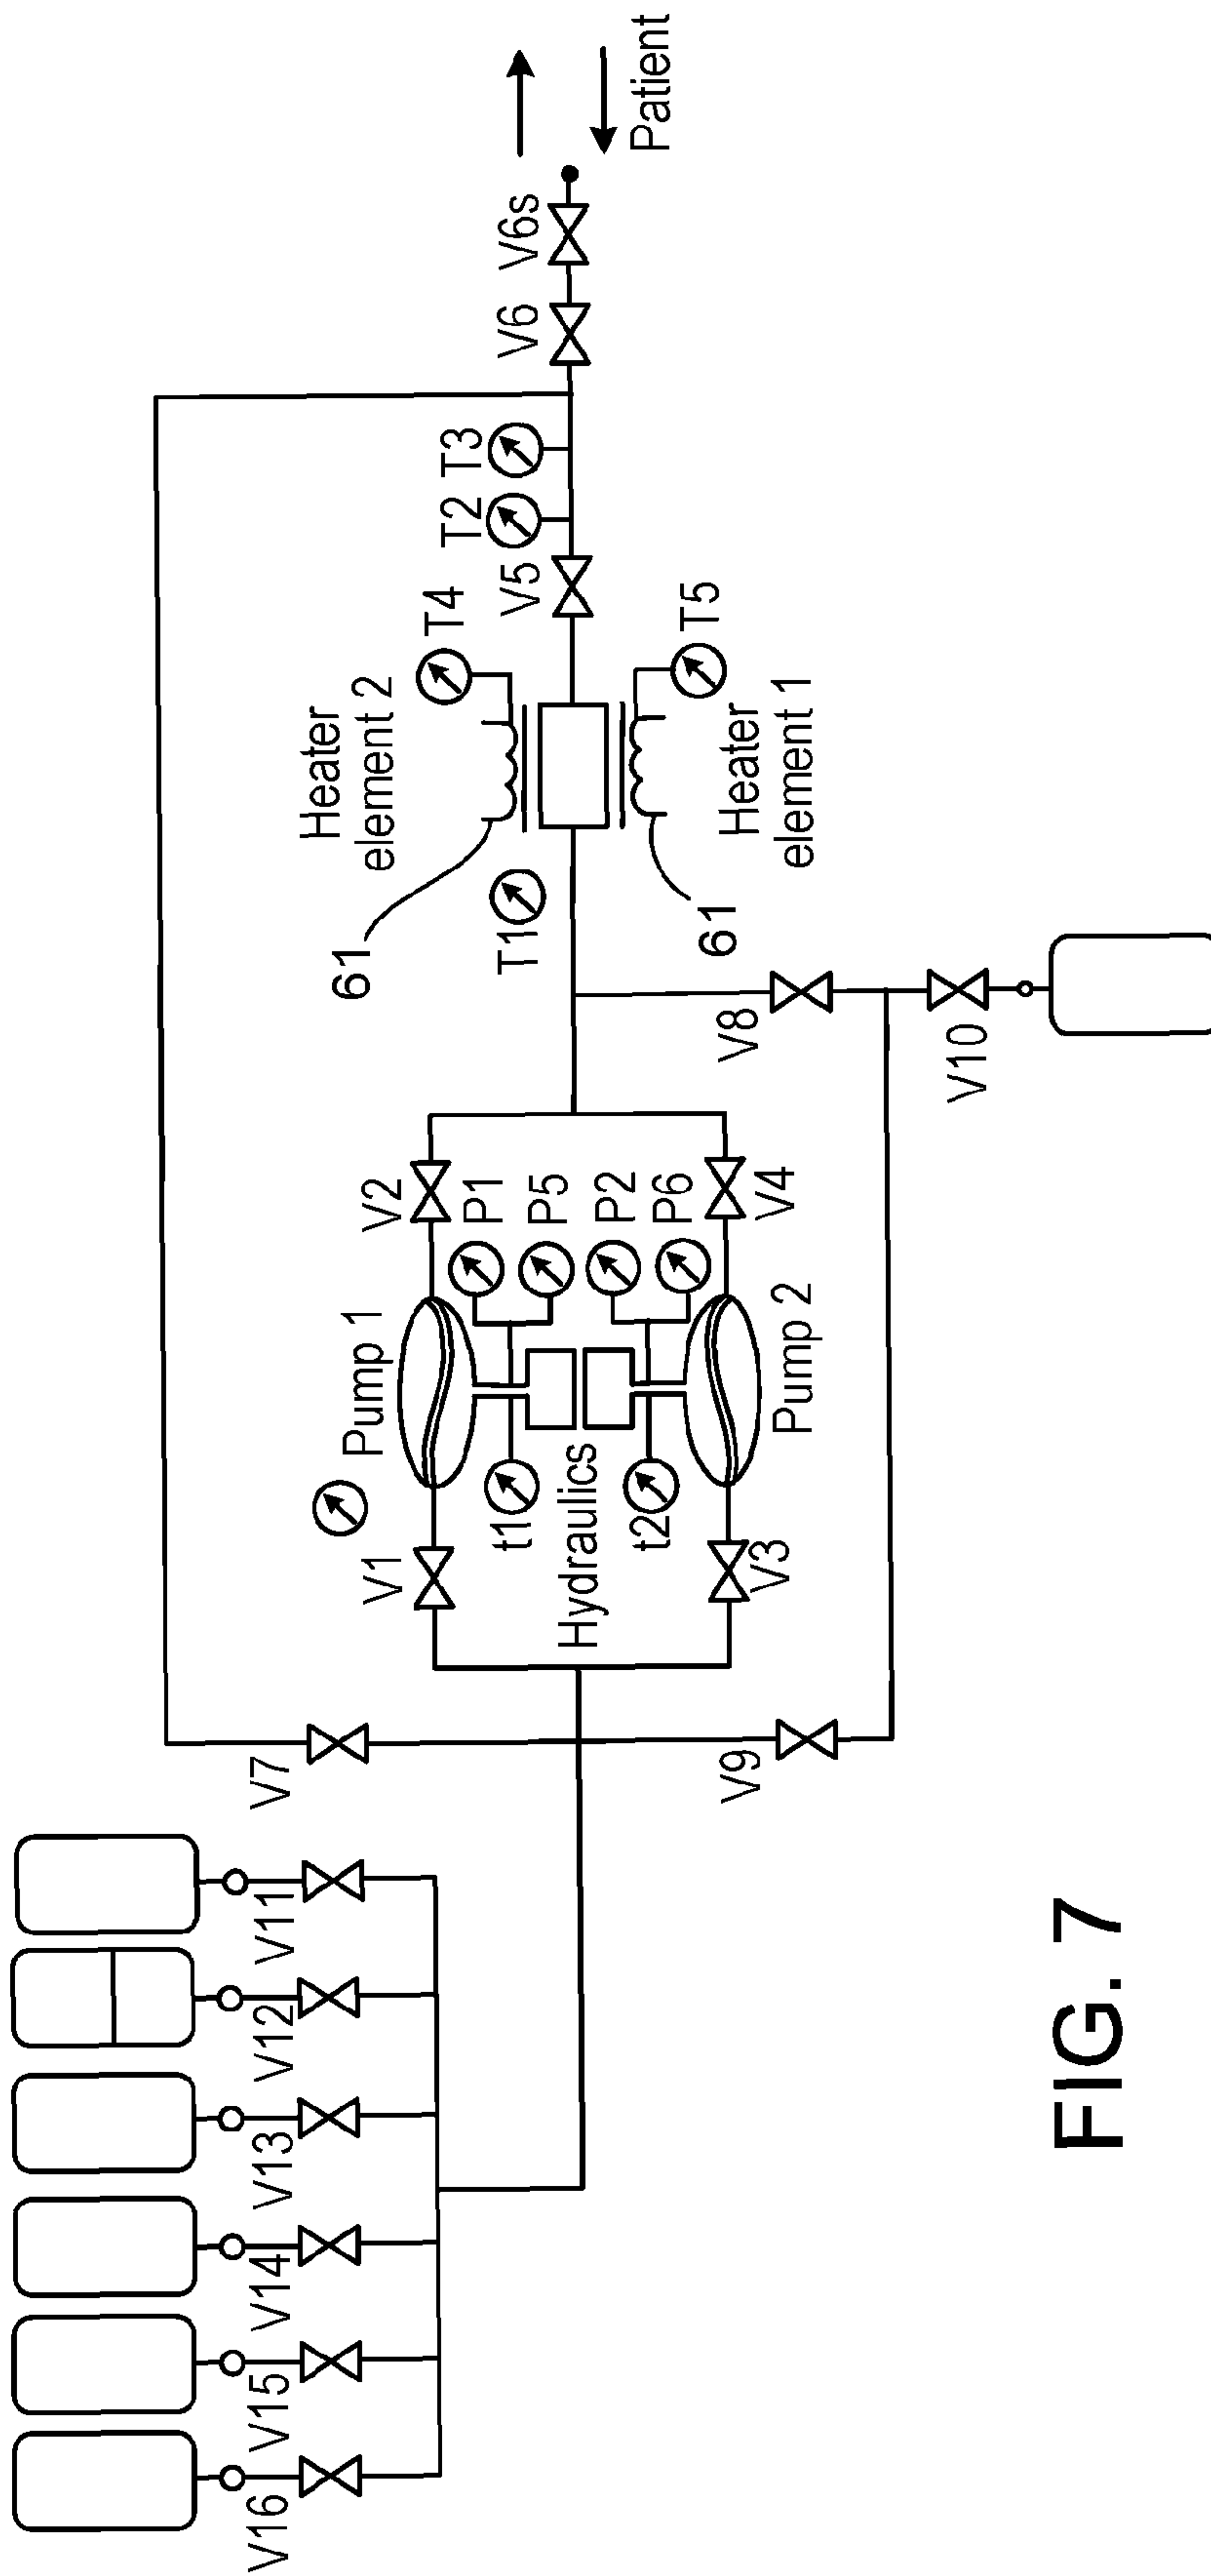 Patient
V6s
V6
T3
T2
V5
T4
T5
Heater
element 2
Heater
element 1
61
61
T1
V8
V10
V2
P1
P5
P2
P6
V4
Pump 1
Pump 2
t1
Hydraulics
t2
V1
V3
V7
V9
V11
V12
V13
V14
V15
V16
FIG. 7